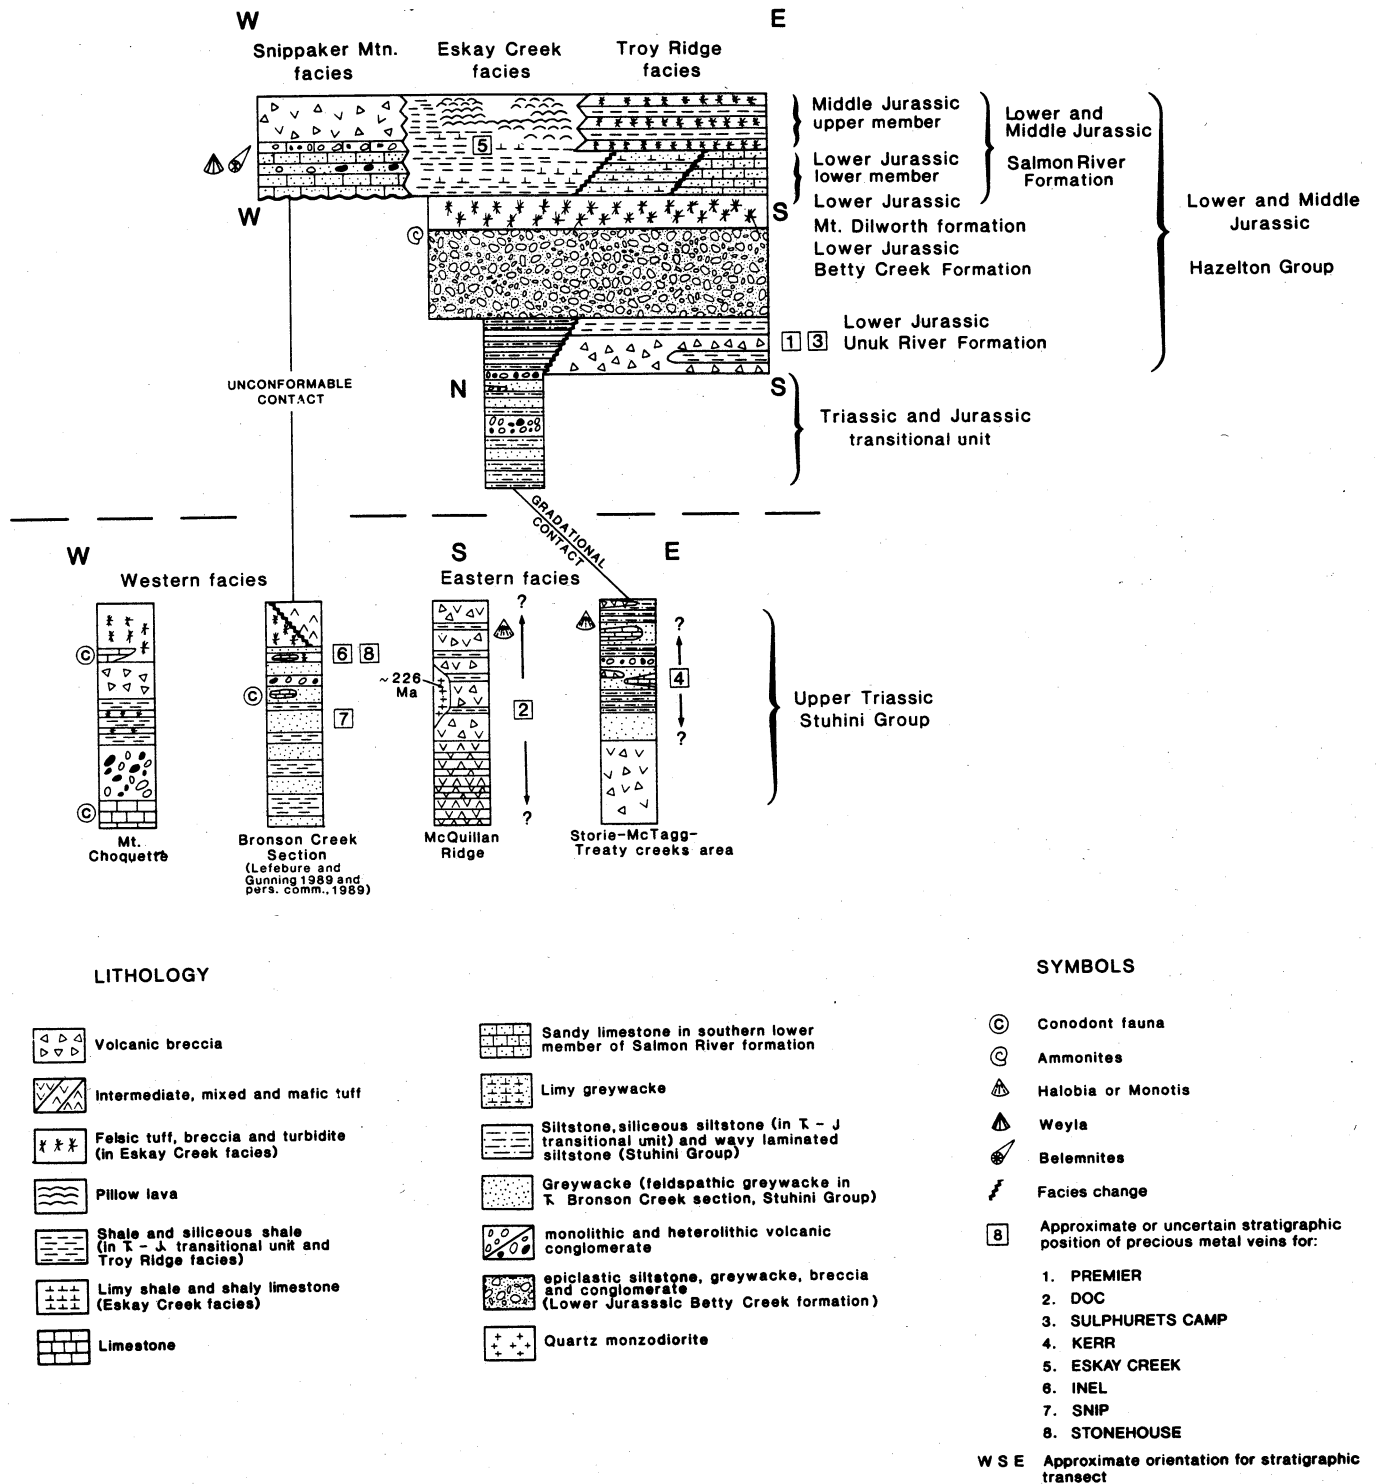 W
E
Snippaker Mtn.
facies
Eskay Creek
facies
Troy Ridge
facies
Middle Jurassic
upper member
Lower Jurassic
lower member
Lower and
Middle Jurassic
Salmon River
Formation
5
W
S
Lower Jurassic
Mt. Dilworth formation
Lower Jurassic
Betty Creek Formation
Lower and Middle
Jurassic
Hazelton Group
1 3
Lower Jurassic
Unuk River Formation
UNCONFORMABLE
CONTACT
N
S
Triassic and Jurassic
transitional unit
GRADATIONAL
CONTACT
W
S
E
Western facies
Eastern facies
C
C
C
6 8
7
~226
Ma
?
2
?
?
4
?
Upper Triassic
Stuhini Group
Mt.
Choquette
Bronson Creek
Section
(Lefebure and
Gunning 1989 and
pers. comm., 1989)
McQuillan
Ridge
Storie-McTagg-
Treaty creeks area
LITHOLOGY
Volcanic breccia
Intermediate, mixed and mafic tuff
Felsic tuff, breccia and turbidite
(in Eskay Creek facies)
Pillow lava
Shale and siliceous shale
(in T - J transitional unit and
Troy Ridge facies)
Limy shale and shaly limestone
(Eskay Creek facies)
Limestone
Sandy limestone in southern lower
member of Salmon River formation
Limy greywacke
Siltstone, siliceous siltstone (in T - J
transitional unit) and wavy laminated
siltstone (Stuhini Group)
Greywacke (feldspathic greywacke in
T Bronson Creek section, Stuhini Group)
monolithic and heterolithic volcanic
conglomerate
epiclastic siltstone, greywacke, breccia
and conglomerate
(Lower Jurasssic Betty Creek formation)
Quartz monzodiorite
SYMBOLS
C Conodont fauna
Ammonites
Halobia or Monotis
Weyla
Belemnites
Facies change
8 Approximate or uncertain stratigraphic
position of precious metal veins for:
1. PREMIER
2. DOC
3. SULPHURETS CAMP
4. KERR
5. ESKAY CREEK
6. INEL
7. SNIP
8. STONEHOUSE
W S E Approximate orientation for stratigraphic
transect